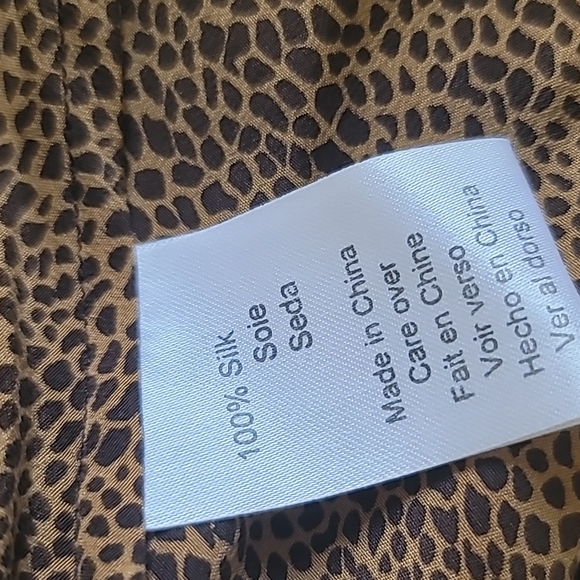 100% Silk
Soie
Seda
Made in China
Care over
Fait en Chine
Voir verso
Hecho en China
Ver al dorso